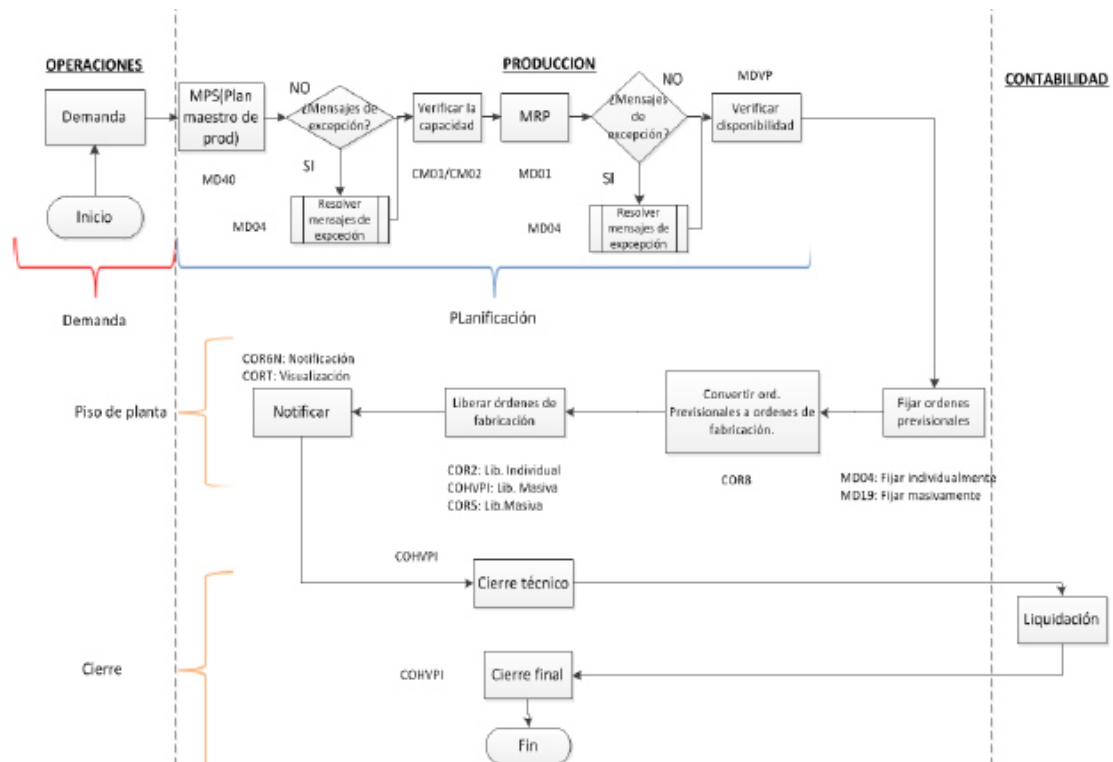 OPERACIONES
PRODUCCION
CONTABILIDAD
Demanda
Inicio
MPS(Plan
maestro de
prod)
MD40
NO
¿Mensajes de
excepción?
SI
MD04
Resolver
mensajes de
expceción
Verificar la
capacidad
CM01/CM02
MRP
MD01
NO
¿Mensajes
de
excepción?
SI
MD04
Resolver
mensajes de
expcepción
MDVP
Verificar
disponibilidad
Demanda
PLanificación
Piso de planta
COR6N: Notificación
CORT: Visualización
Notificar
Liberar órdenes de
fabricación
COR2: Lib. Individual
COHVPI: Lib. Masiva
COR5: Lib.Masiva
Convertir ord.
Previsionales a ordenes de
fabricación.
COR8
Fijar ordenes
previsionales
MD04: Fijar individualmente
MD19: Fijar masivamente
Cierre
COHVPI
Cierre técnico
Liquidación
COHVPI
Cierre final
Fin